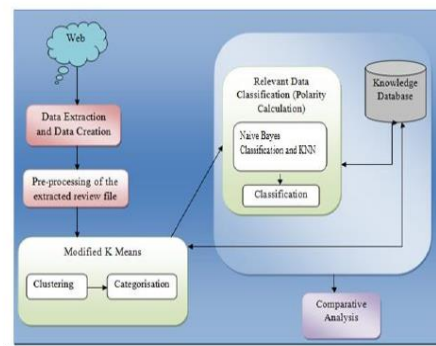 Web
Data Extraction
and Data Creation
Pre-processing of the
extracted review file
Modified K Means
Clustering
Categorisation
Relevant Data
Classification (Polarity
Calculation)
Naive Bayes
Classification and KNN
Classification
Knowledge
Database
Comparative
Analysis